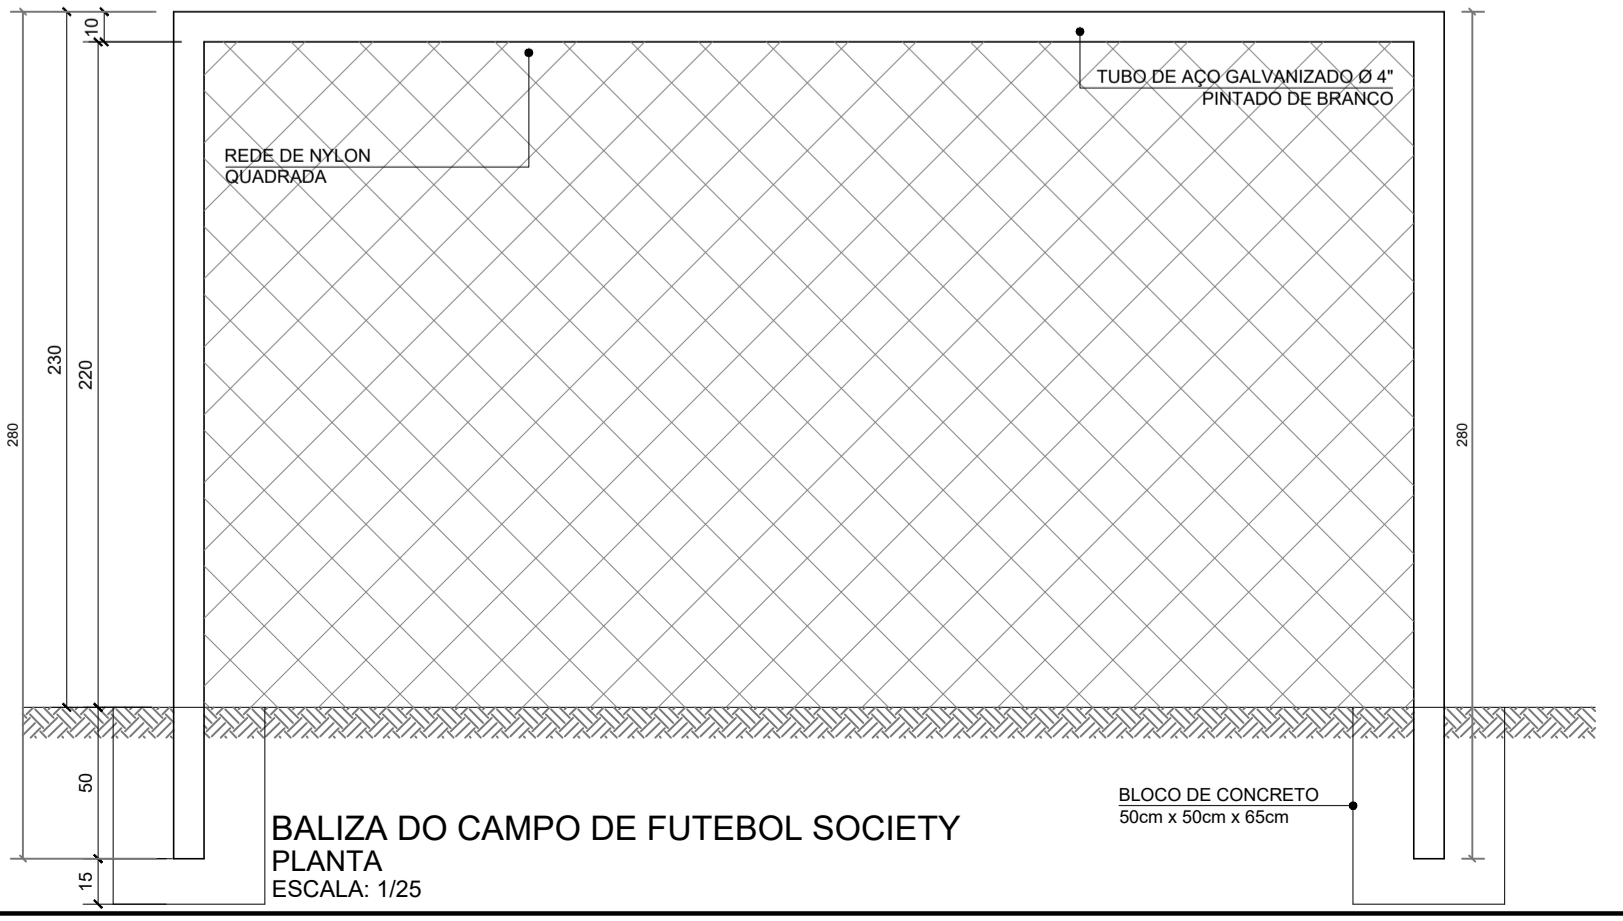 10
TUBO DE AÇO GALVANIZADO Ø 4"
PINTADO DE BRANCO
REDE DE NYLON
QUADRADA
230
220
280
280
50
BLOCO DE CONCRETO
50cm x 50cm x 65cm
BALIZA DO CAMPO DE FUTEBOL SOCIETY
PLANTA
ESCALA: 1/25
15